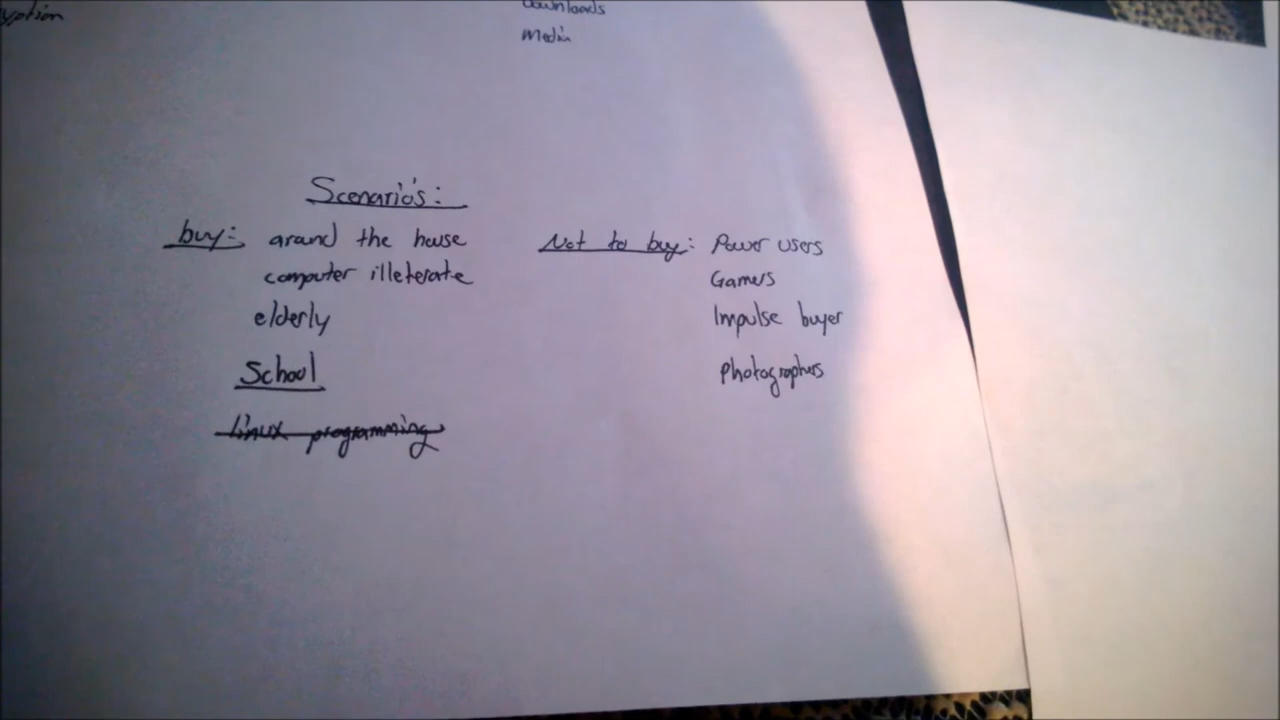 Downloads
Media
Scenario's:
buy: around the house
computer illeterate
elderly
School
linux programming
Not to buy: Power users
Gamers
Impulse buyer
Photographers